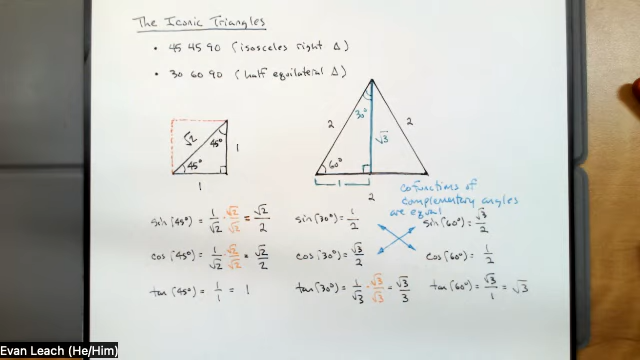 The Iconic Triangles
• 45 45 90 (isosceles right Δ)
• 30 60 90 (half equilateral Δ)
√2
45°
45°
1
1
30°
2
2
√3
60°
1
2
cofunctions of
complementary angles
are equal
sin(45°) = 1/√2 · √2/√2 = √2/2
sin(30°) = 1/2
sin(60°) = √3/2
cos(45°) = 1/√2 · √2/√2 = √2/2
cos(30°) = √3/2
cos(60°) = 1/2
tan(45°) = 1/1 = 1
tan(30°) = 1/√3 · √3/√3 = √3/3
tan(60°) = √3/1 = √3
Evan Leach (He/Him)